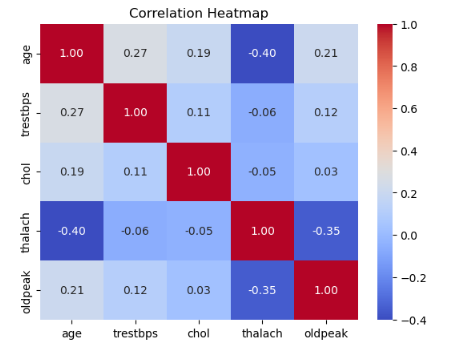 Correlation Heatmap
age 1.00 0.27 0.19 -0.40 0.21
trestbps 0.27 1.00 0.11 -0.06 0.12
chol 0.19 0.11 1.00 -0.05 0.03
thalach -0.40 -0.06 -0.05 1.00 -0.35
oldpeak 0.21 0.12 0.03 -0.35 1.00
age trestbps chol thalach oldpeak
1.0
0.8
0.6
0.4
0.2
0.0
−0.2
−0.4